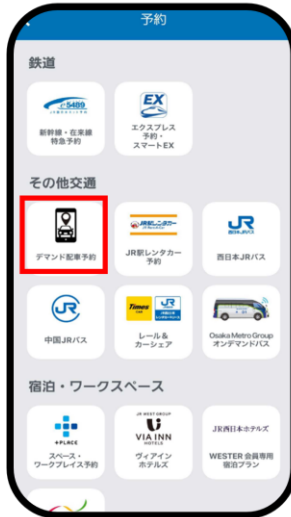 予約
鉄道
e5489
新幹線・在来線
特急予約
EX
エクスプレス
予約・
スマートEX
その他交通
デマンド配車予約
JR駅レンタカー
JR駅レンタカー
予約
JR
西日本JRバス
西日本JRバス
JR
中国JRバス
Times
CAR
JR
レール&
カーシェア
Osaka Metro Group
オンデマンドバス
宿泊・ワークスペース
+PLACE
スペース・
ワークプレイス予約
JR-WEST GROUP
VIA INN
HOTELS
ヴィアイン
ホテルズ
JR西日本ホテルズ
WESTER 会員専用
宿泊プラン